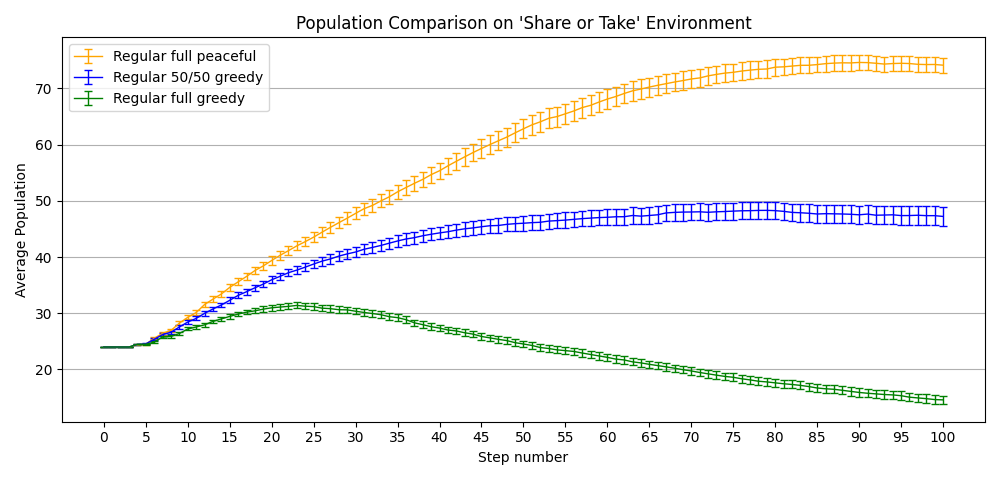 Population Comparison on 'Share or Take' Environment
Regular full peaceful
Regular 50/50 greedy
Regular full greedy
Average Population
70
60
50
40
30
20
0 5 10 15 20 25 30 35 40 45 50 55 60 65 70 75 80 85 90 95 100
Step number